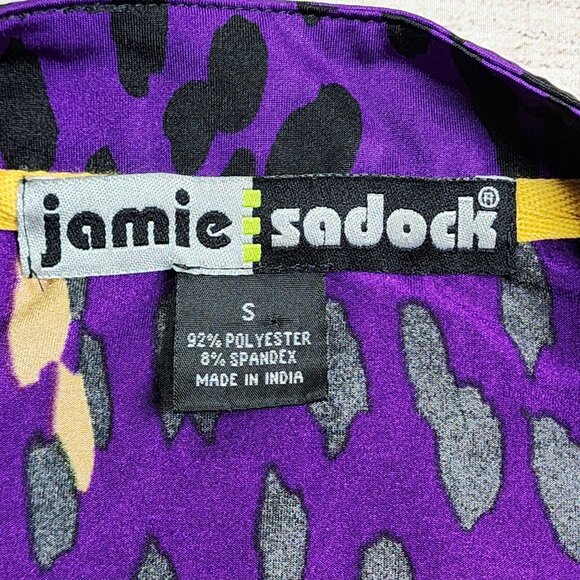 jamie sadock®
S
92% POLYESTER
8% SPANDEX
MADE IN INDIA